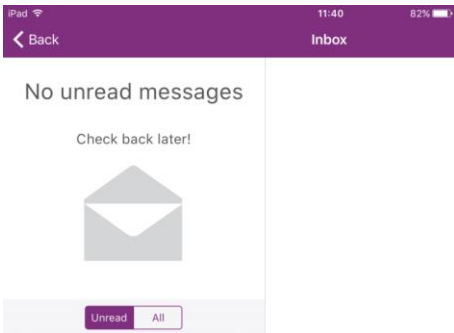 iPad 11:40 82%
Back Inbox
No unread messages
Check back later!
Unread All